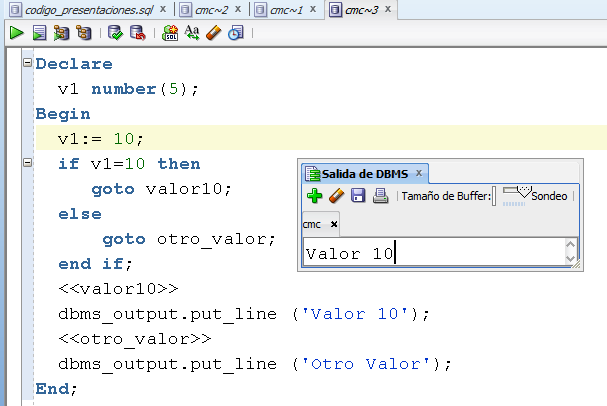 codigo_presentaciones.sql x cmc~2 x cmc~1 x cmc~3 x
Declare
v1 number(5);
Begin
v1:= 10;
if v1=10 then
goto valor10;
else
goto otro_valor;
end if;
<<valor10>>
dbms_output.put_line ('Valor 10');
<<otro_valor>>
dbms_output.put_line ('Otro Valor');
End;
Salida de DBMS x
Tamaño de Buffer: Sondeo
cmc x
Valor 10